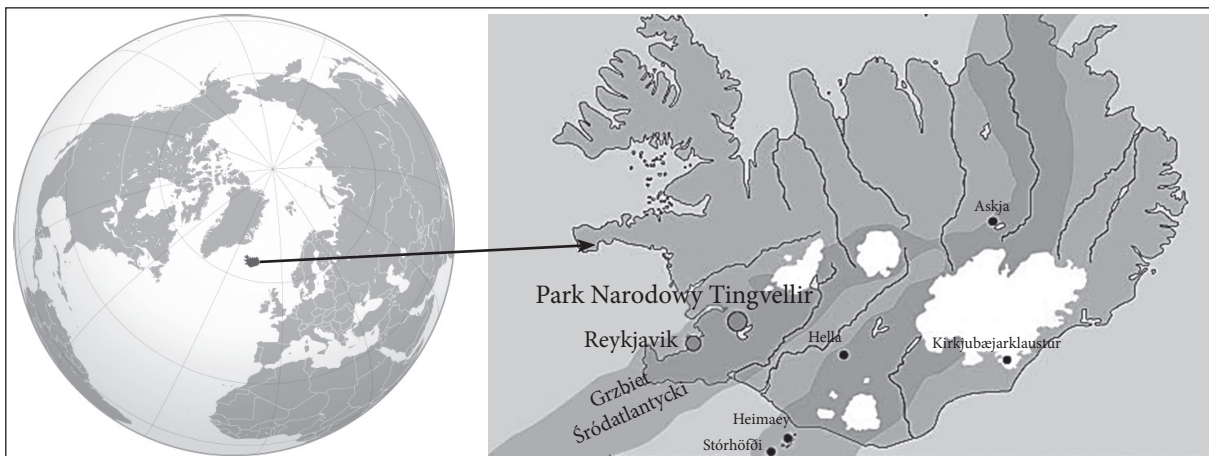 Askja
Park Narodowy Tingvellir
Reykjavik
Hella
Kirkjubæjarklaustur
Grzbiet
Śródatlantycki
Heimaey
Stórhöfði